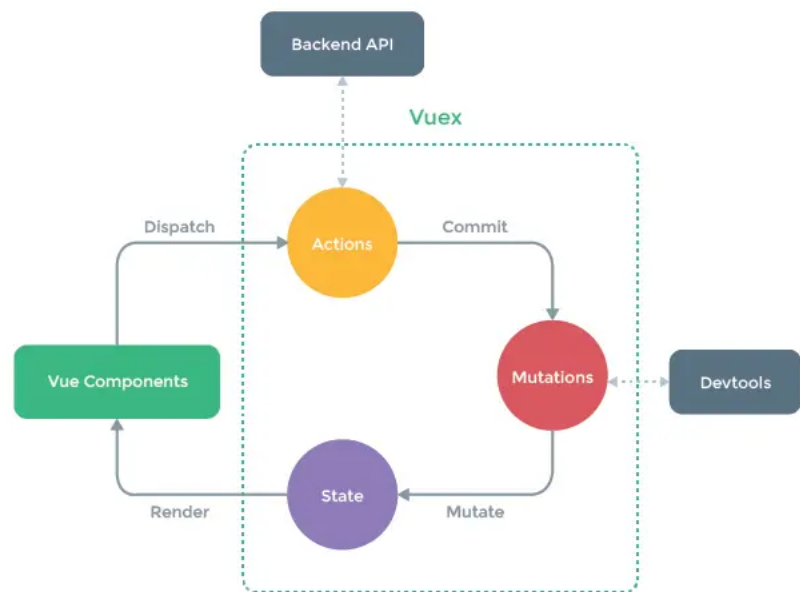 Backend API
Vuex
Dispatch
Actions
Commit
Vue Components
Mutations
Devtools
State
Render
Mutate